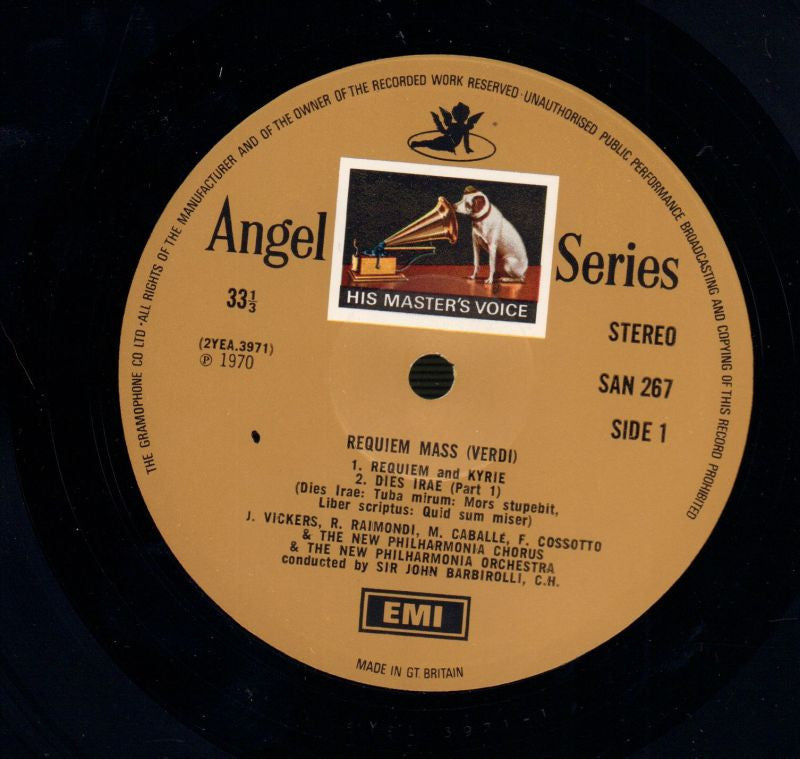 THE GRAMOPHONE CO LTD · ALL RIGHTS OF THE MANUFACTURER AND OF THE OWNER OF THE RECORDED WORK RESERVED · UNAUTHORISED PUBLIC PERFORMANCE BROADCASTING AND COPYING OF THIS RECORD PROHIBITED
Angel Series
HIS MASTER'S VOICE
33⅓
STEREO
(2YEA.3971)
Ⓟ 1970
SAN 267
SIDE 1
REQUIEM MASS (VERDI)
1. REQUIEM and KYRIE
2. DIES IRAE (Part 1)
(Dies Irae: Tuba mirum: Mors stupebit,
Liber scriptus: Quid sum miser)
J. VICKERS, R. RAIMONDI, M. CABALLE, F. COSSOTTO
& THE NEW PHILHARMONIA CHORUS
& THE NEW PHILHARMONIA ORCHESTRA
conducted by SIR JOHN BARBIROLLI, C.H.
EMI
MADE IN GT. BRITAIN